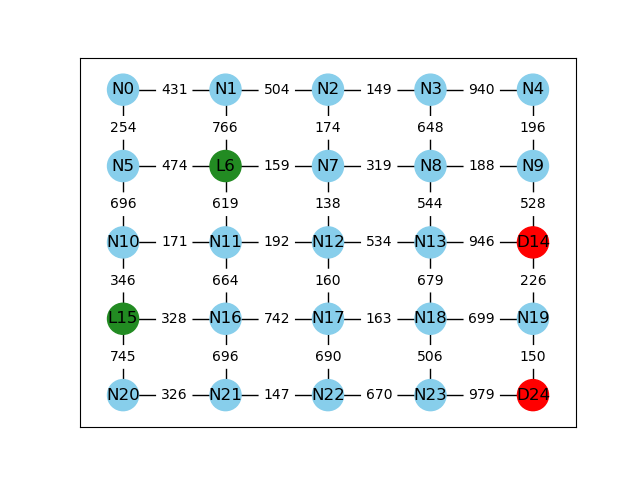 N0 431 N1 504 N2 149 N3 940 N4
254 766 174 648 196
N5 474 L6 159 N7 319 N8 188 N9
696 619 138 544 528
N10 171 N11 192 N12 534 N13 946 D14
346 664 160 679 226
L15 328 N16 742 N17 163 N18 699 N19
745 696 690 506 150
N20 326 N21 147 N22 670 N23 979 D24